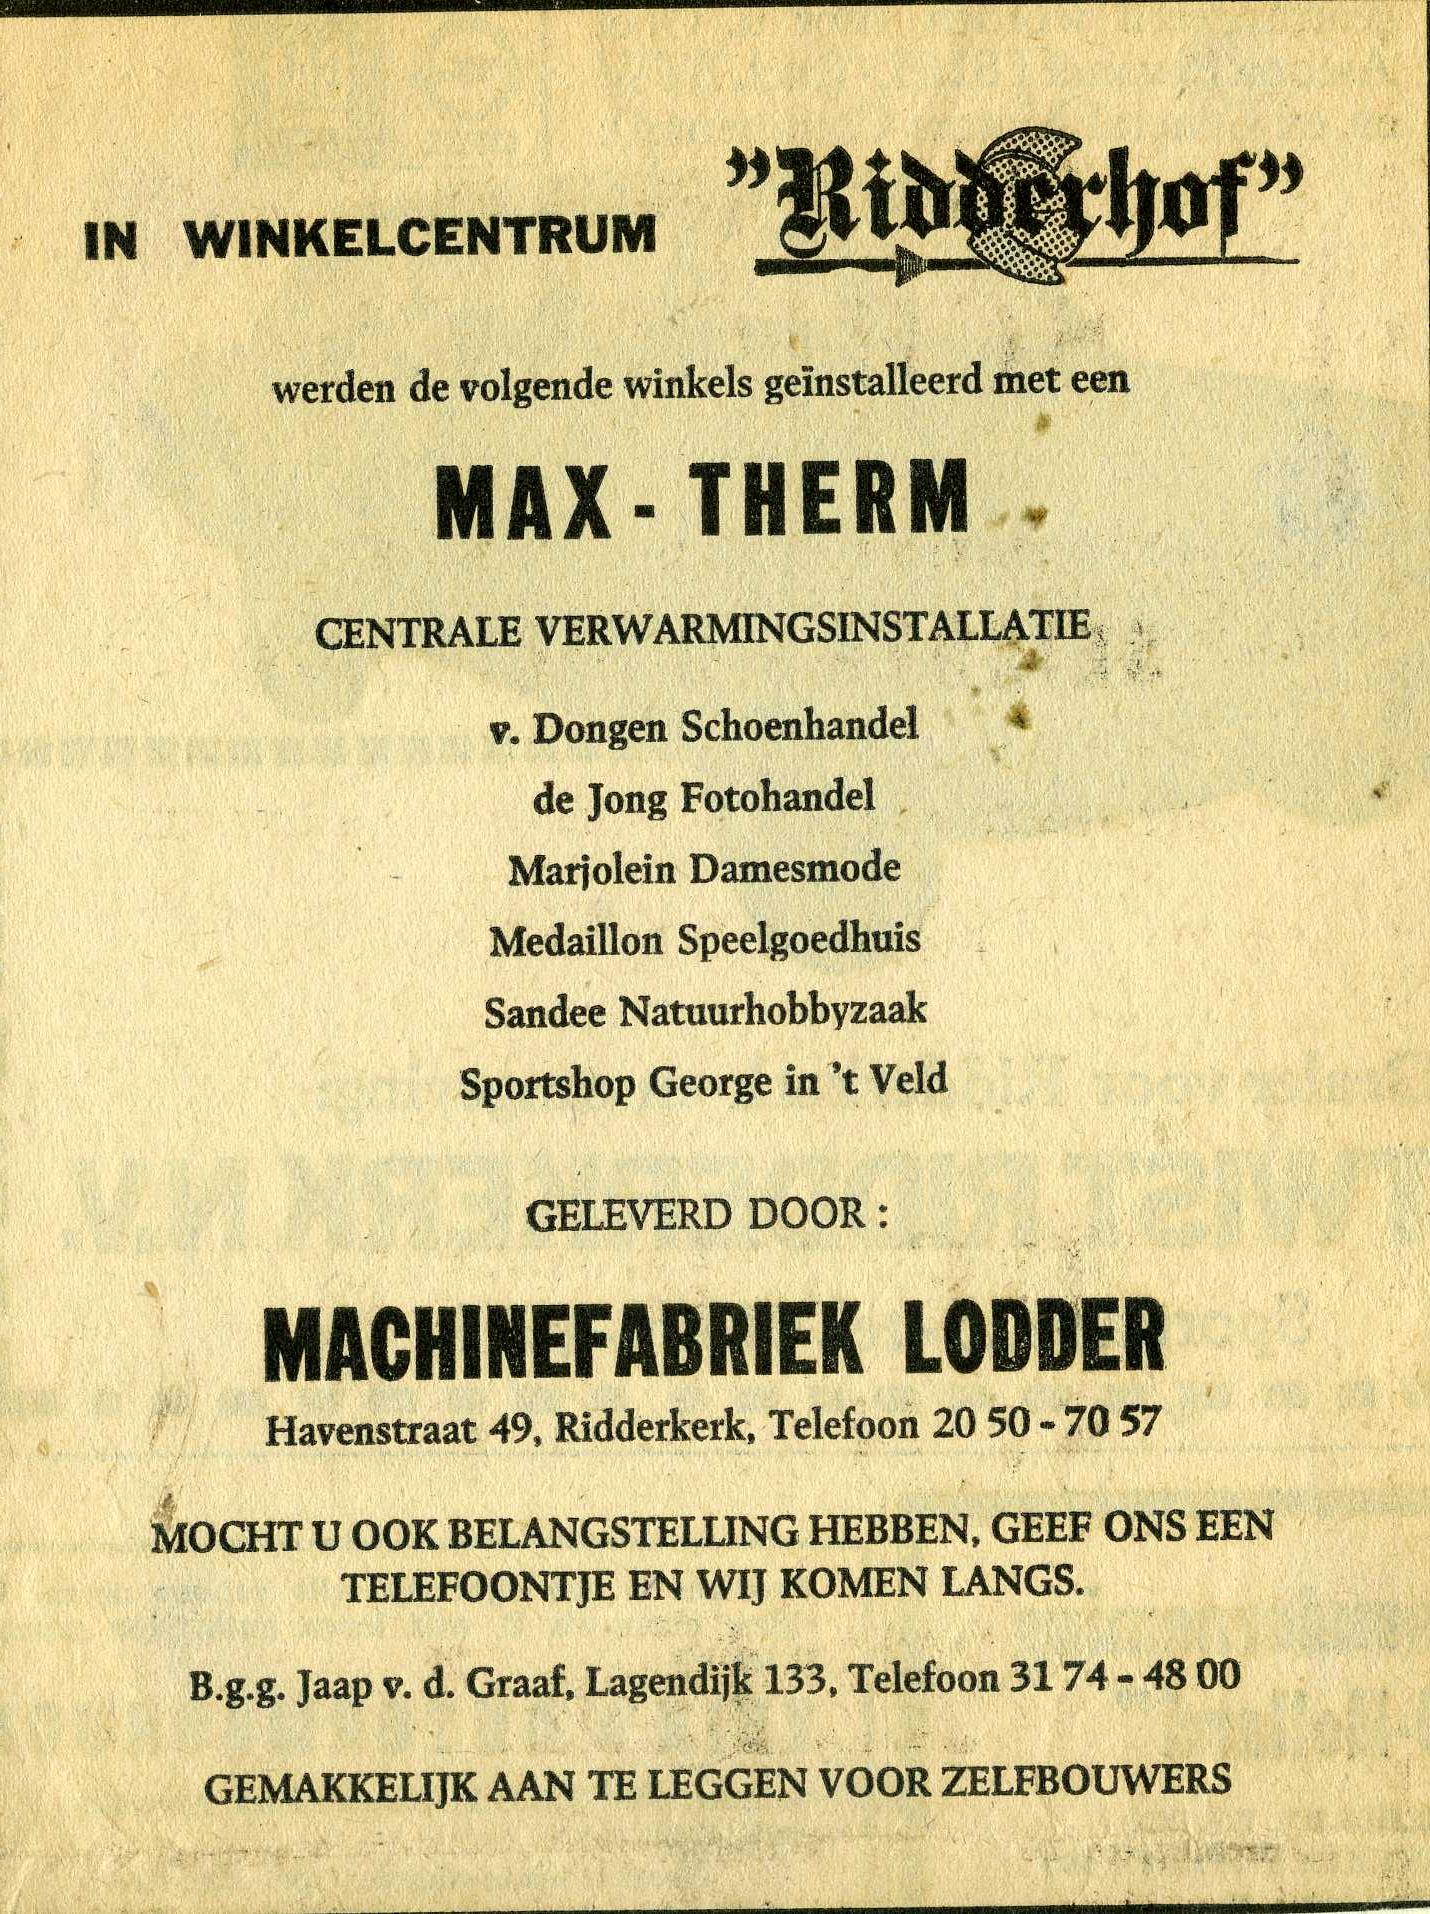 IN WINKELCENTRUM "Ridderhof"
werden de volgende winkels geïnstalleerd met een
MAX - THERM
CENTRALE VERWARMINGSINSTALLATIE
v. Dongen Schoenhandel
de Jong Fotohandel
Marjolein Damesmode
Medaillon Speelgoedhuis
Sandee Natuurhobbyzaak
Sportshop George in 't Veld
GELEVERD DOOR :
MACHINEFABRIEK LODDER
Havenstraat 49, Ridderkerk, Telefoon 20 50 - 70 57
MOCHT U OOK BELANGSTELLING HEBBEN, GEEF ONS EEN
TELEFOONTJE EN WIJ KOMEN LANGS.
B.g.g. Jaap v. d. Graaf, Lagendijk 133, Telefoon 31 74 - 48 00
GEMAKKELIJK AAN TE LEGGEN VOOR ZELFBOUWERS